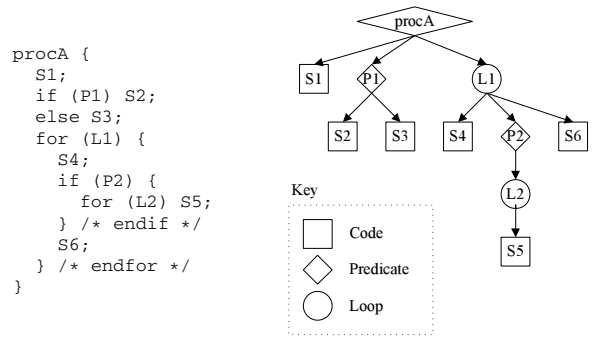 procA {
S1;
if (P1) S2;
else S3;
for (L1) {
S4;
if (P2) {
for (L2) S5;
} /* endif */
S6;
} /* endfor */
}
procA
S1
P1
L1
S2
S3
S4
P2
S6
L2
S5
Key
Code
Predicate
Loop